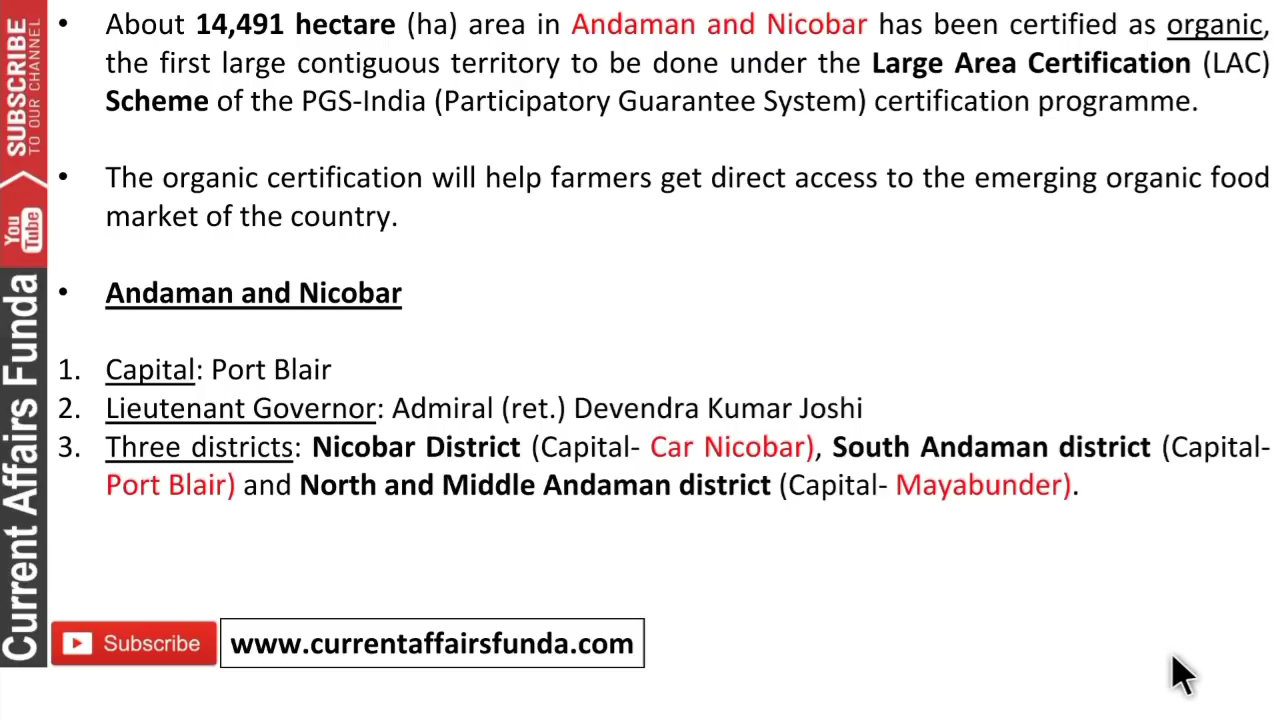 SUBSCRIBE
TO OUR CHANNEL
You
Tube
Current Affairs Funda
• About 14,491 hectare (ha) area in Andaman and Nicobar has been certified as organic,
the first large contiguous territory to be done under the Large Area Certification (LAC)
Scheme of the PGS-India (Participatory Guarantee System) certification programme.
• The organic certification will help farmers get direct access to the emerging organic food
market of the country.
• Andaman and Nicobar
1. Capital: Port Blair
2. Lieutenant Governor: Admiral (ret.) Devendra Kumar Joshi
3. Three districts: Nicobar District (Capital- Car Nicobar), South Andaman district (Capital-
Port Blair) and North and Middle Andaman district (Capital- Mayabunder).
Subscribe
www.currentaffairsfunda.com